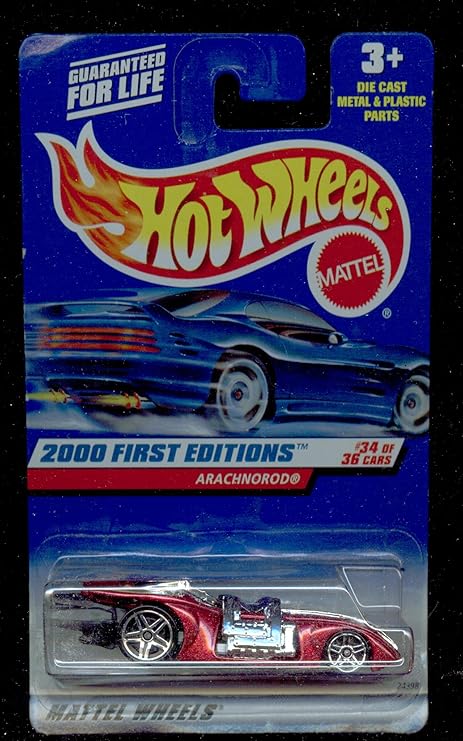 GUARANTEED
FOR LIFE
3+
DIE CAST
METAL & PLASTIC
PARTS
HOT WHEELS
MATTEL
®
2000 FIRST EDITIONS™
#34 OF
36 CARS
ARACHNOROD®
MATTEL WHEELS